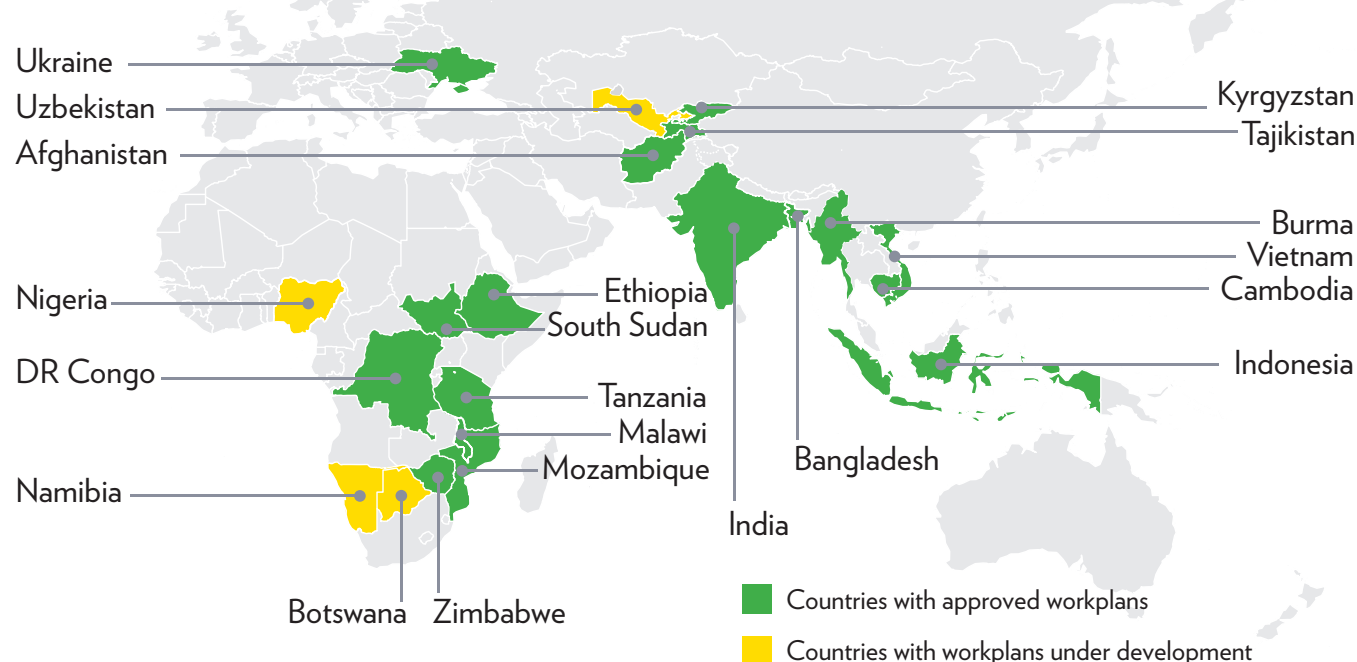 Ukraine
Uzbekistan
Afghanistan
Kyrgyzstan
Tajikistan
Burma
Vietnam
Cambodia
Nigeria
Ethiopia
South Sudan
DR Congo
Indonesia
Tanzania
Malawi
Mozambique
Bangladesh
Namibia
India
Botswana
Zimbabwe
Countries with approved workplans
Countries with workplans under development